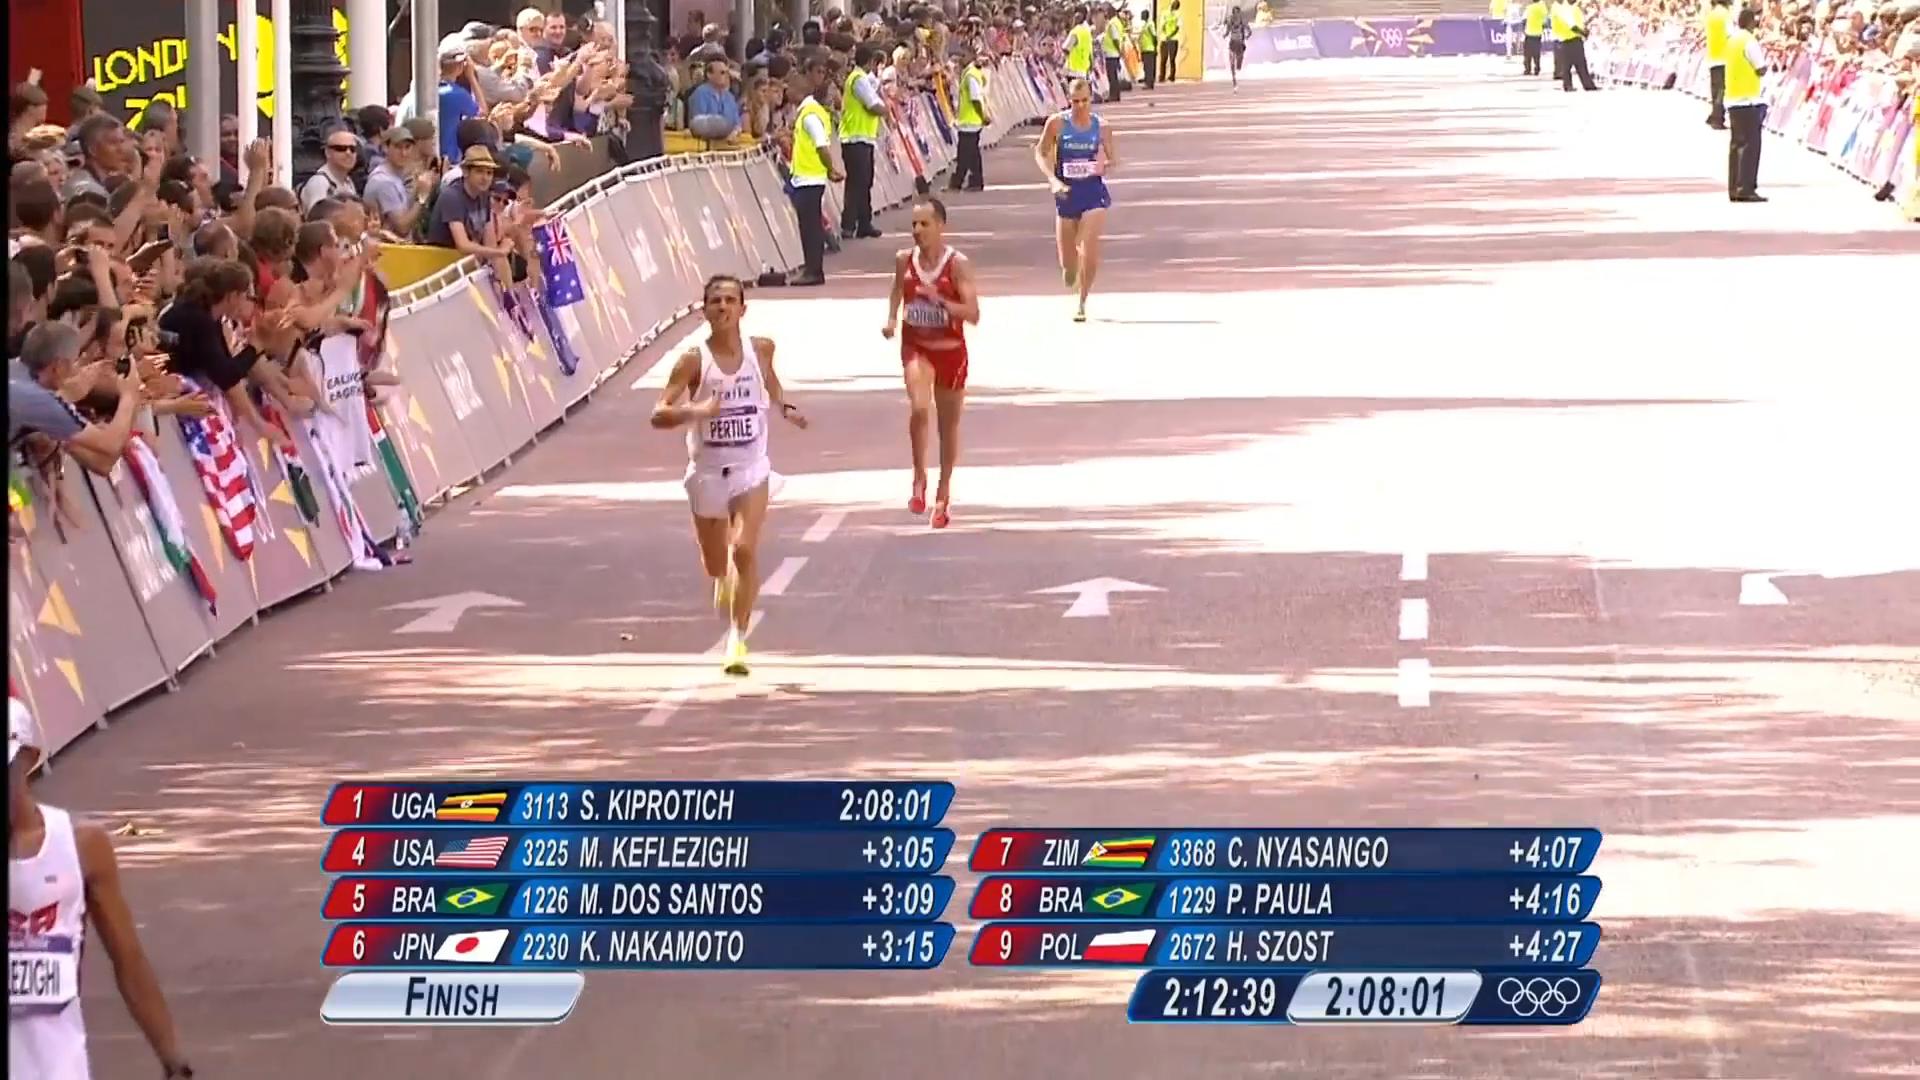 LONDON
PERTILE
1 UGA 3113 S. KIPROTICH 2:08:01
4 USA 3225 M. KEFLEZIGHI +3:05
5 BRA 1226 M. DOS SANTOS +3:09
6 JPN 2230 K. NAKAMOTO +3:15
7 ZIM 3368 C. NYASANGO +4:07
8 BRA 1229 P. PAULA +4:16
9 POL 2672 H. SZOST +4:27
LEZIGHI
FINISH
2:12:39 2:08:01